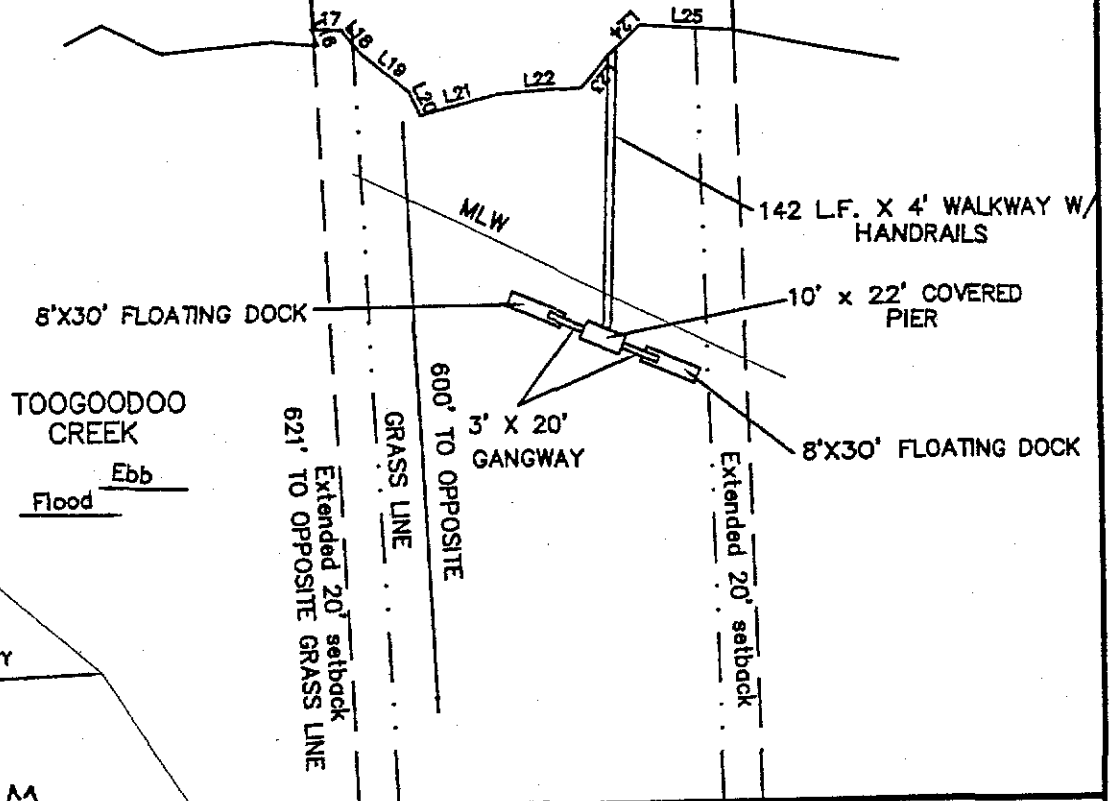 L17
L16
L18
L19
L20
L21
L22
L23
L24
L25
MLW
142 L.F. X 4' WALKWAY W/
HANDRAILS
8'X30' FLOATING DOCK
10' x 22' COVERED
PIER
TOOGOODOO
CREEK
Ebb
Flood
3' X 20'
GANGWAY
8'X30' FLOATING DOCK
600' TO OPPOSITE
GRASS LINE
Extended 20' setback
621' TO OPPOSITE GRASS LINE
Extended 20' setback